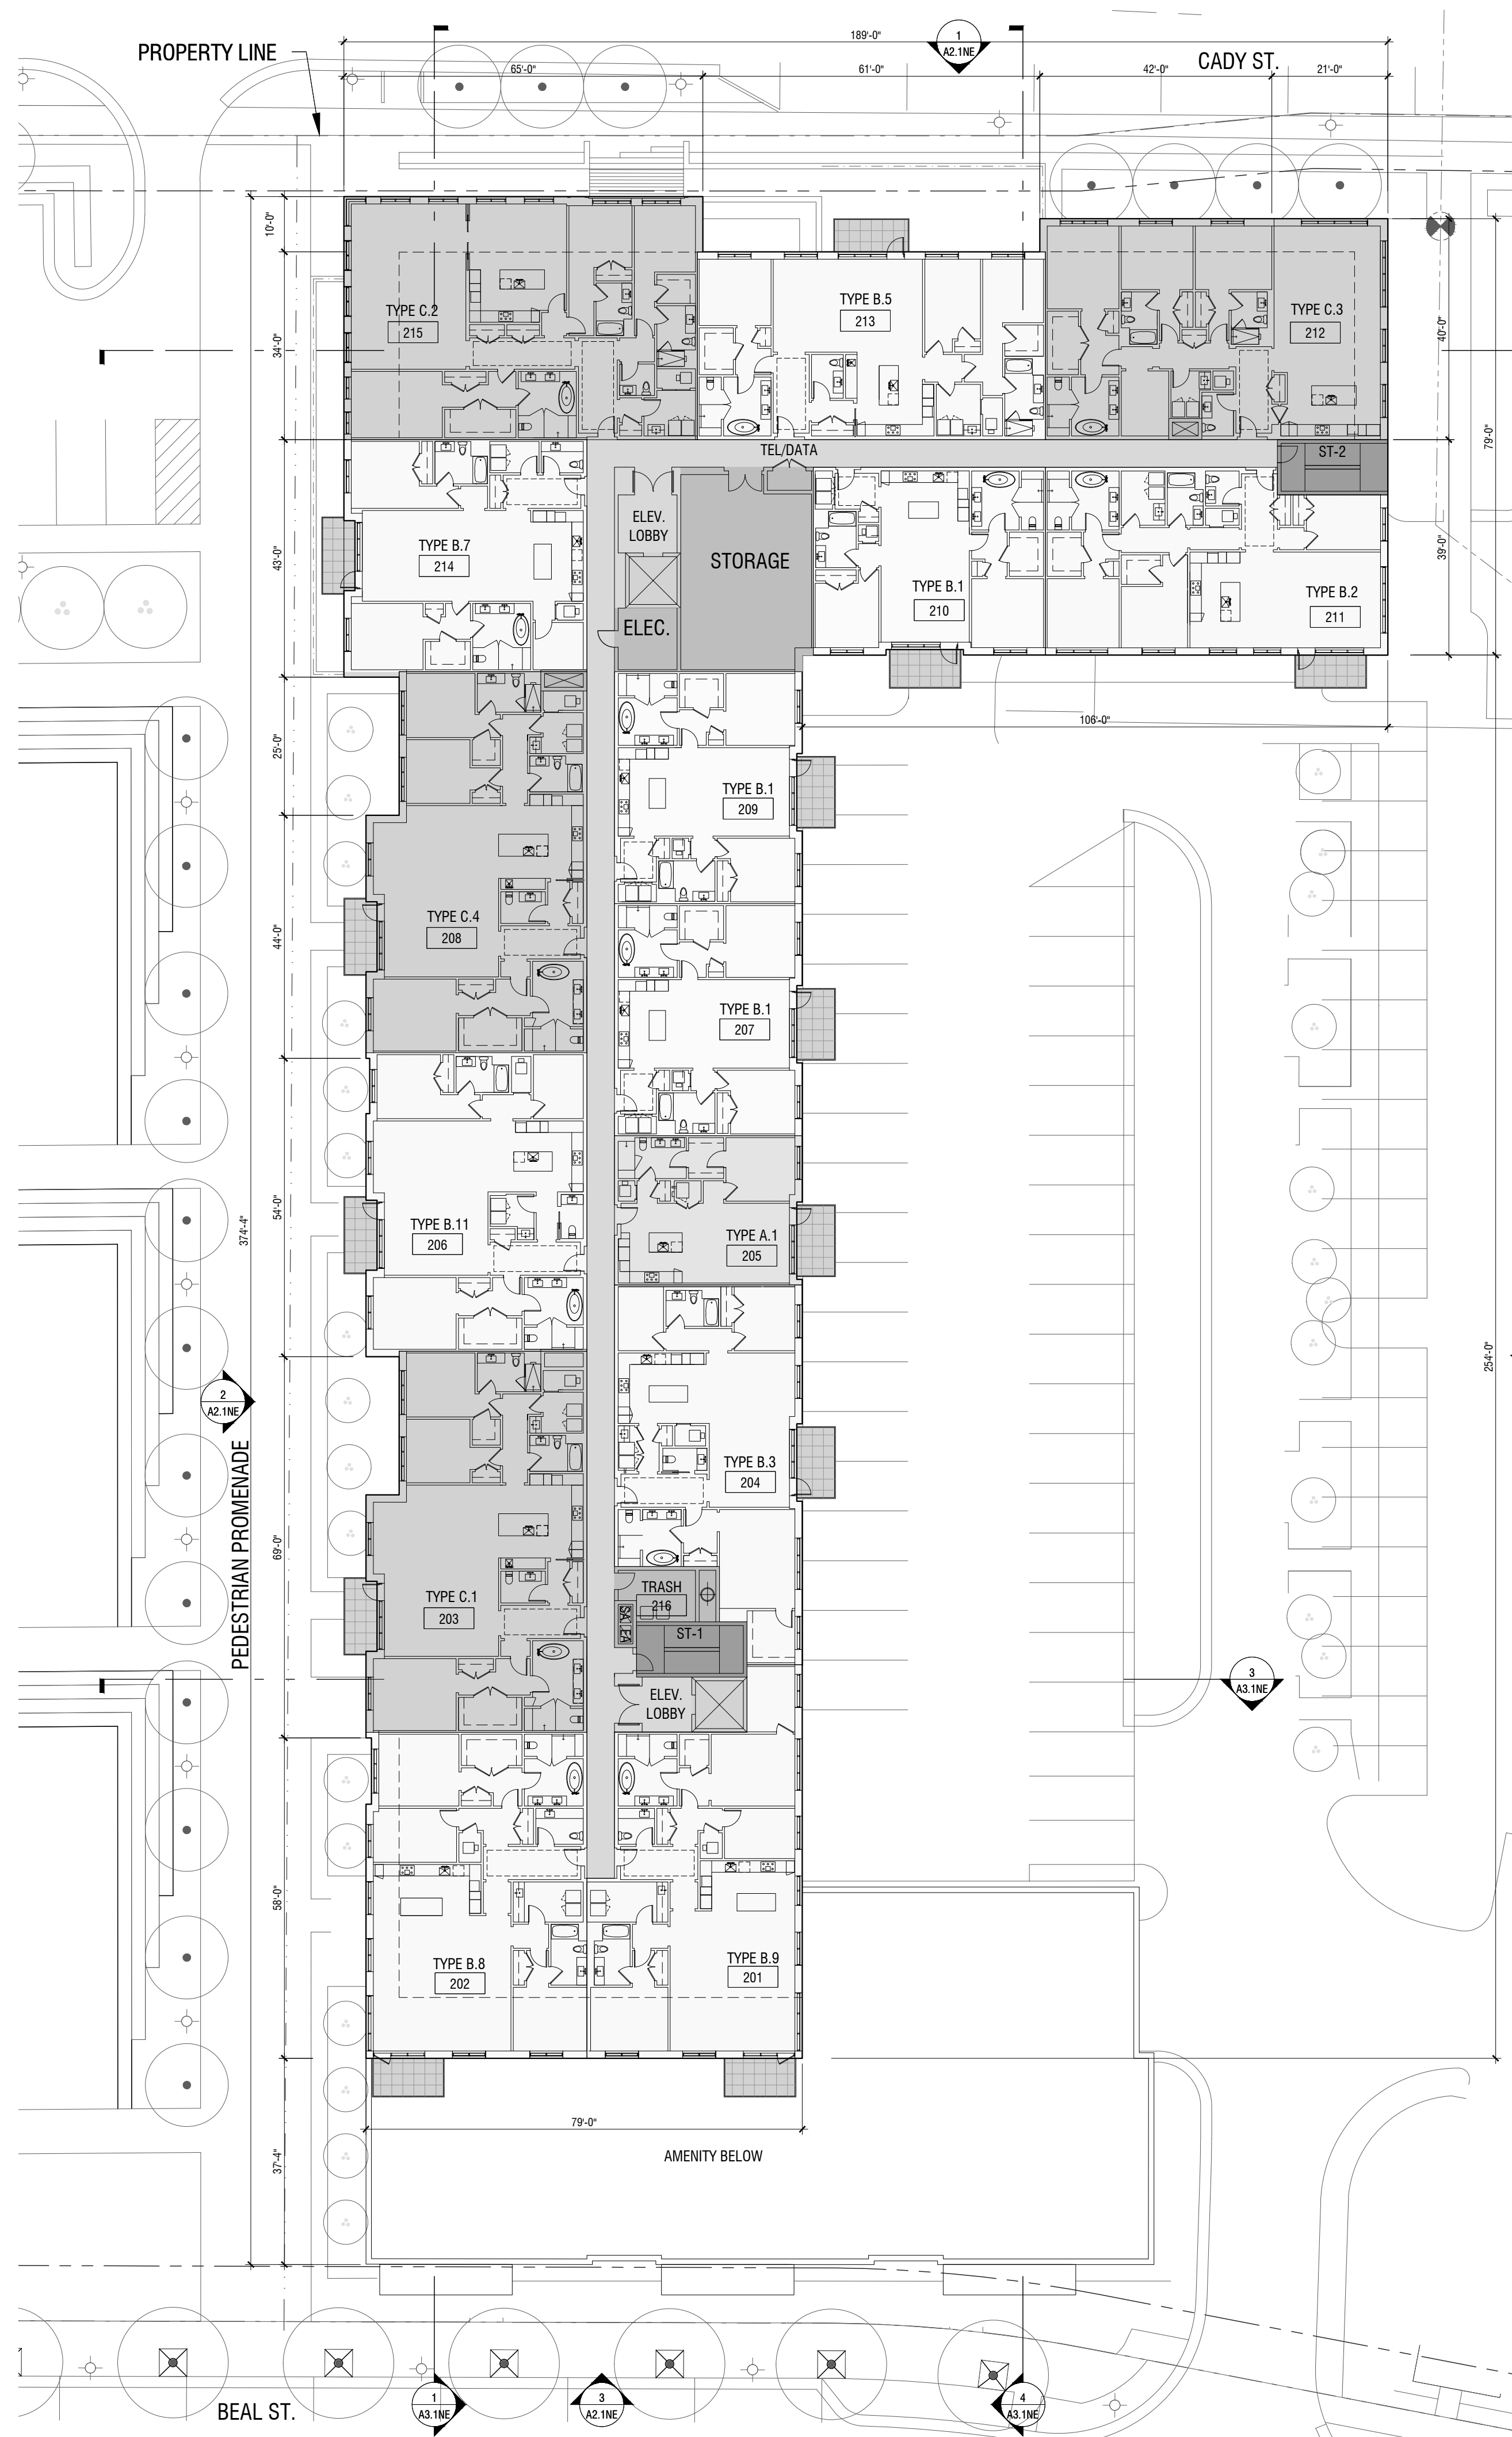 189'-0"
1
A2.1NE
CADY ST.
PROPERTY LINE
65'-0"
61'-0"
42'-0"
21'-0"
10'-0"
34'-0"
43'-0"
25'-0"
44'-0"
54'-0"
69'-0"
58'-0"
37'-4"
374'-4"
40'-0"
39'-0"
79'-0"
254'-0"
TYPE C.2
215
TYPE B.5
213
TYPE C.3
212
TEL/DATA
ST-2
ELEV.
LOBBY
STORAGE
ELEC.
TYPE B.7
214
TYPE B.1
210
TYPE B.2
211
106'-0"
TYPE B.1
209
TYPE C.4
208
TYPE B.1
207
TYPE B.11
206
TYPE A.1
205
2
A2.1NE
PEDESTRIAN PROMENADE
TYPE B.3
204
TYPE C.1
203
TRASH
216
SA
EA
ST-1
ELEV.
LOBBY
3
A3.1NE
TYPE B.8
202
TYPE B.9
201
79'-0"
AMENITY BELOW
BEAL ST.
1
A3.1NE
3
A2.1NE
4
A3.1NE